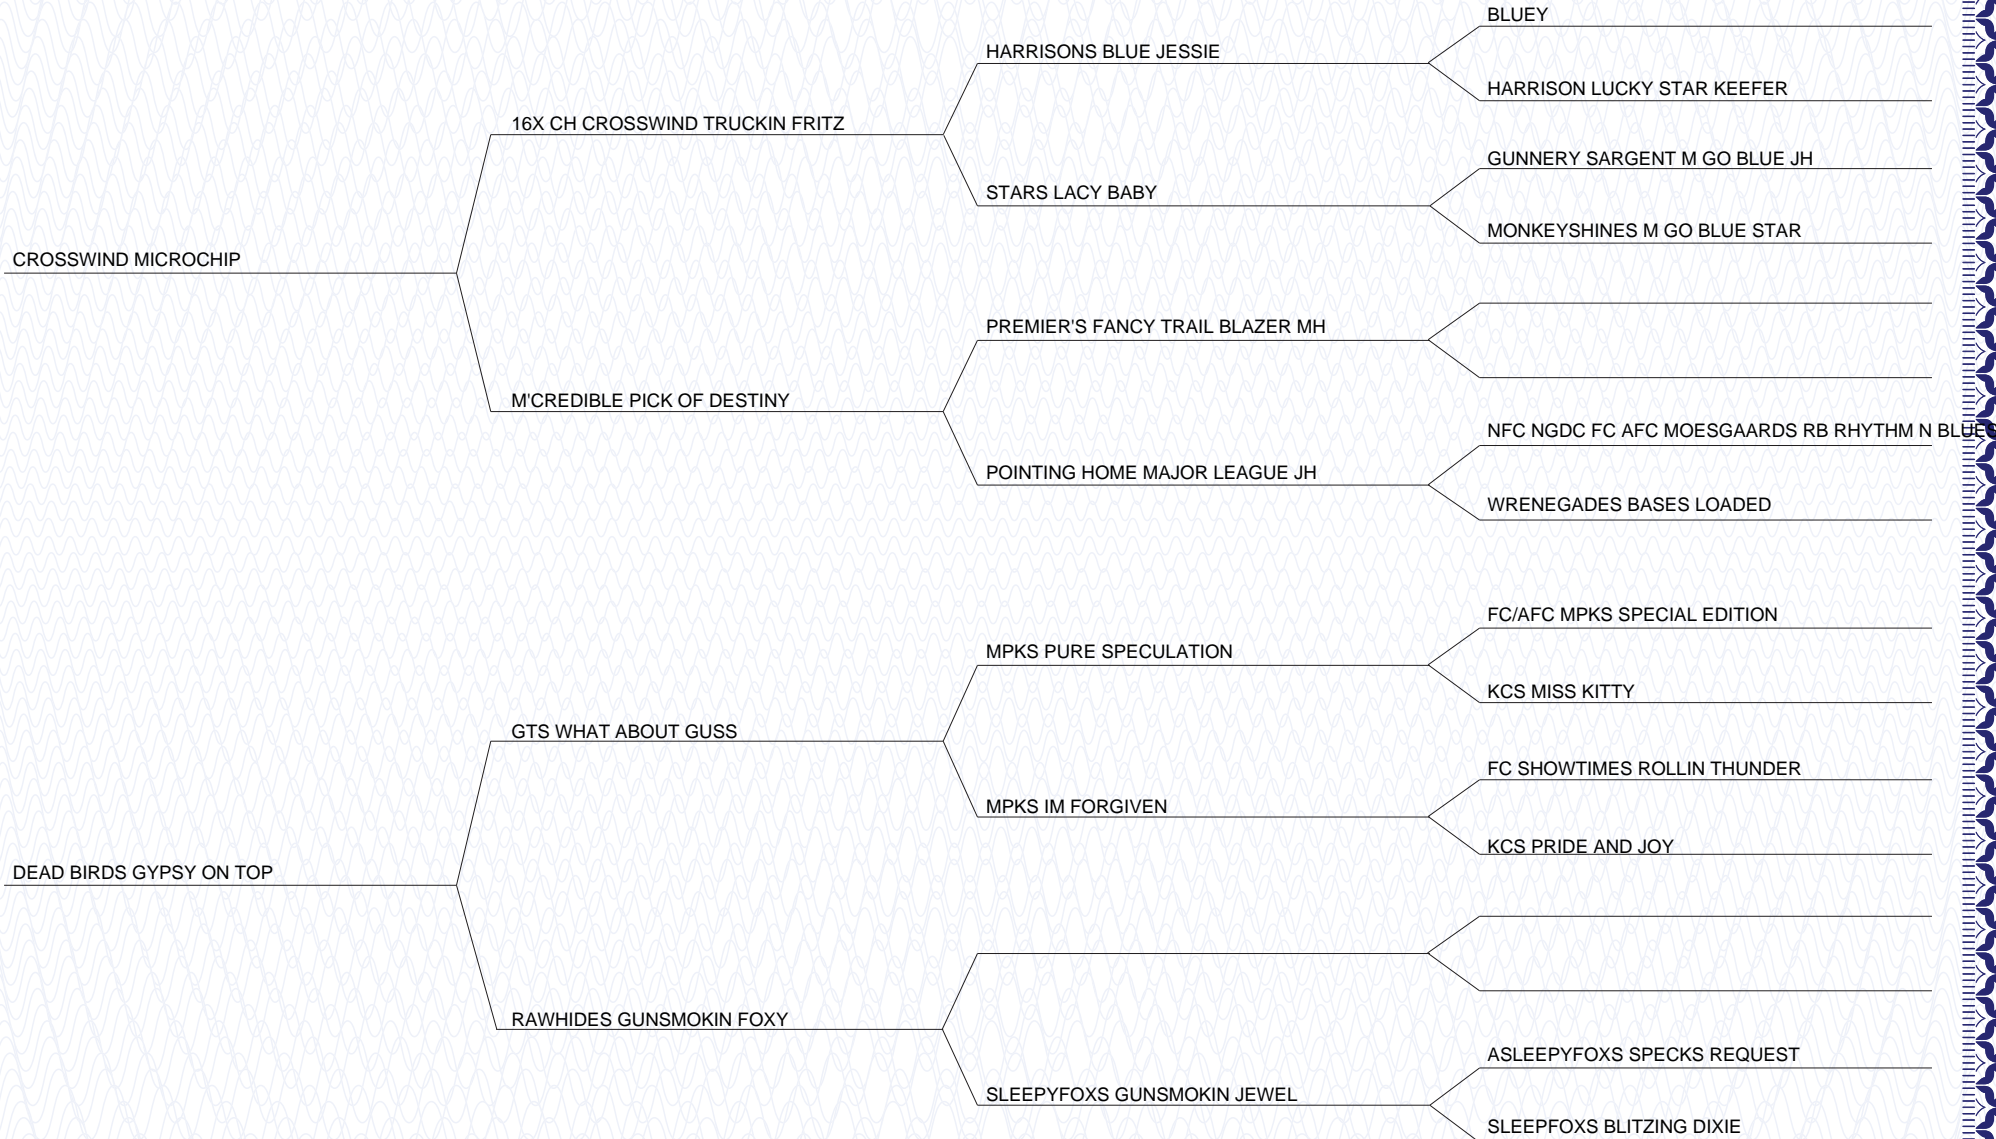 BLUEY
HARRISONS BLUE JESSIE
HARRISON LUCKY STAR KEEFER
16X CH CROSSWIND TRUCKIN FRITZ
GUNNERY SARGENT M GO BLUE JH
STARS LACY BABY
MONKEYSHINES M GO BLUE STAR
CROSSWIND MICROCHIP
PREMIER'S FANCY TRAIL BLAZER MH
M'CREDIBLE PICK OF DESTINY
NFC NGDC FC AFC MOESGAARDS RB RHYTHM N BLUES
POINTING HOME MAJOR LEAGUE JH
WRENEGADES BASES LOADED
FC/AFC MPKS SPECIAL EDITION
MPKS PURE SPECULATION
KCS MISS KITTY
GTS WHAT ABOUT GUSS
FC SHOWTIMES ROLLIN THUNDER
MPKS IM FORGIVEN
KCS PRIDE AND JOY
DEAD BIRDS GYPSY ON TOP
RAWHIDES GUNSMOKIN FOXY
ASLEEPYFOXS SPECKS REQUEST
SLEEPYFOXS GUNSMOKIN JEWEL
SLEEPFOXS BLITZING DIXIE